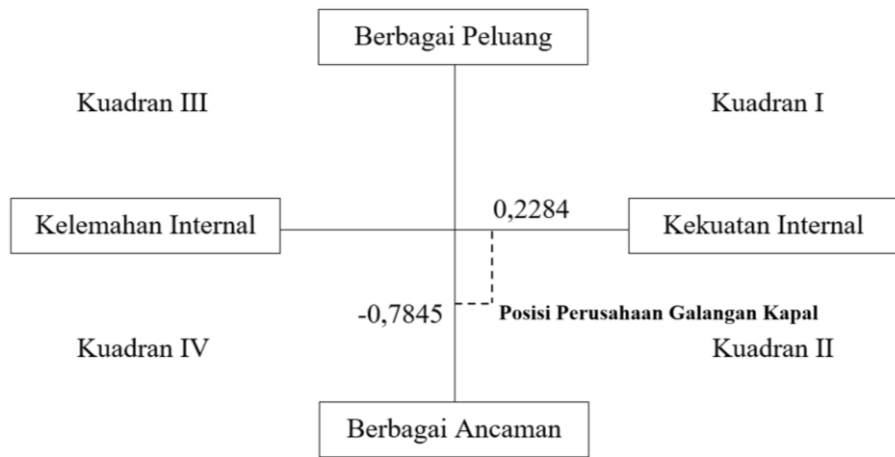 Berbagai Peluang
Kuadran III
Kuadran I
0,2284
Kelemahan Internal
Kekuatan Internal
-0,7845
Posisi Perusahaan Galangan Kapal
Kuadran IV
Kuadran II
Berbagai Ancaman